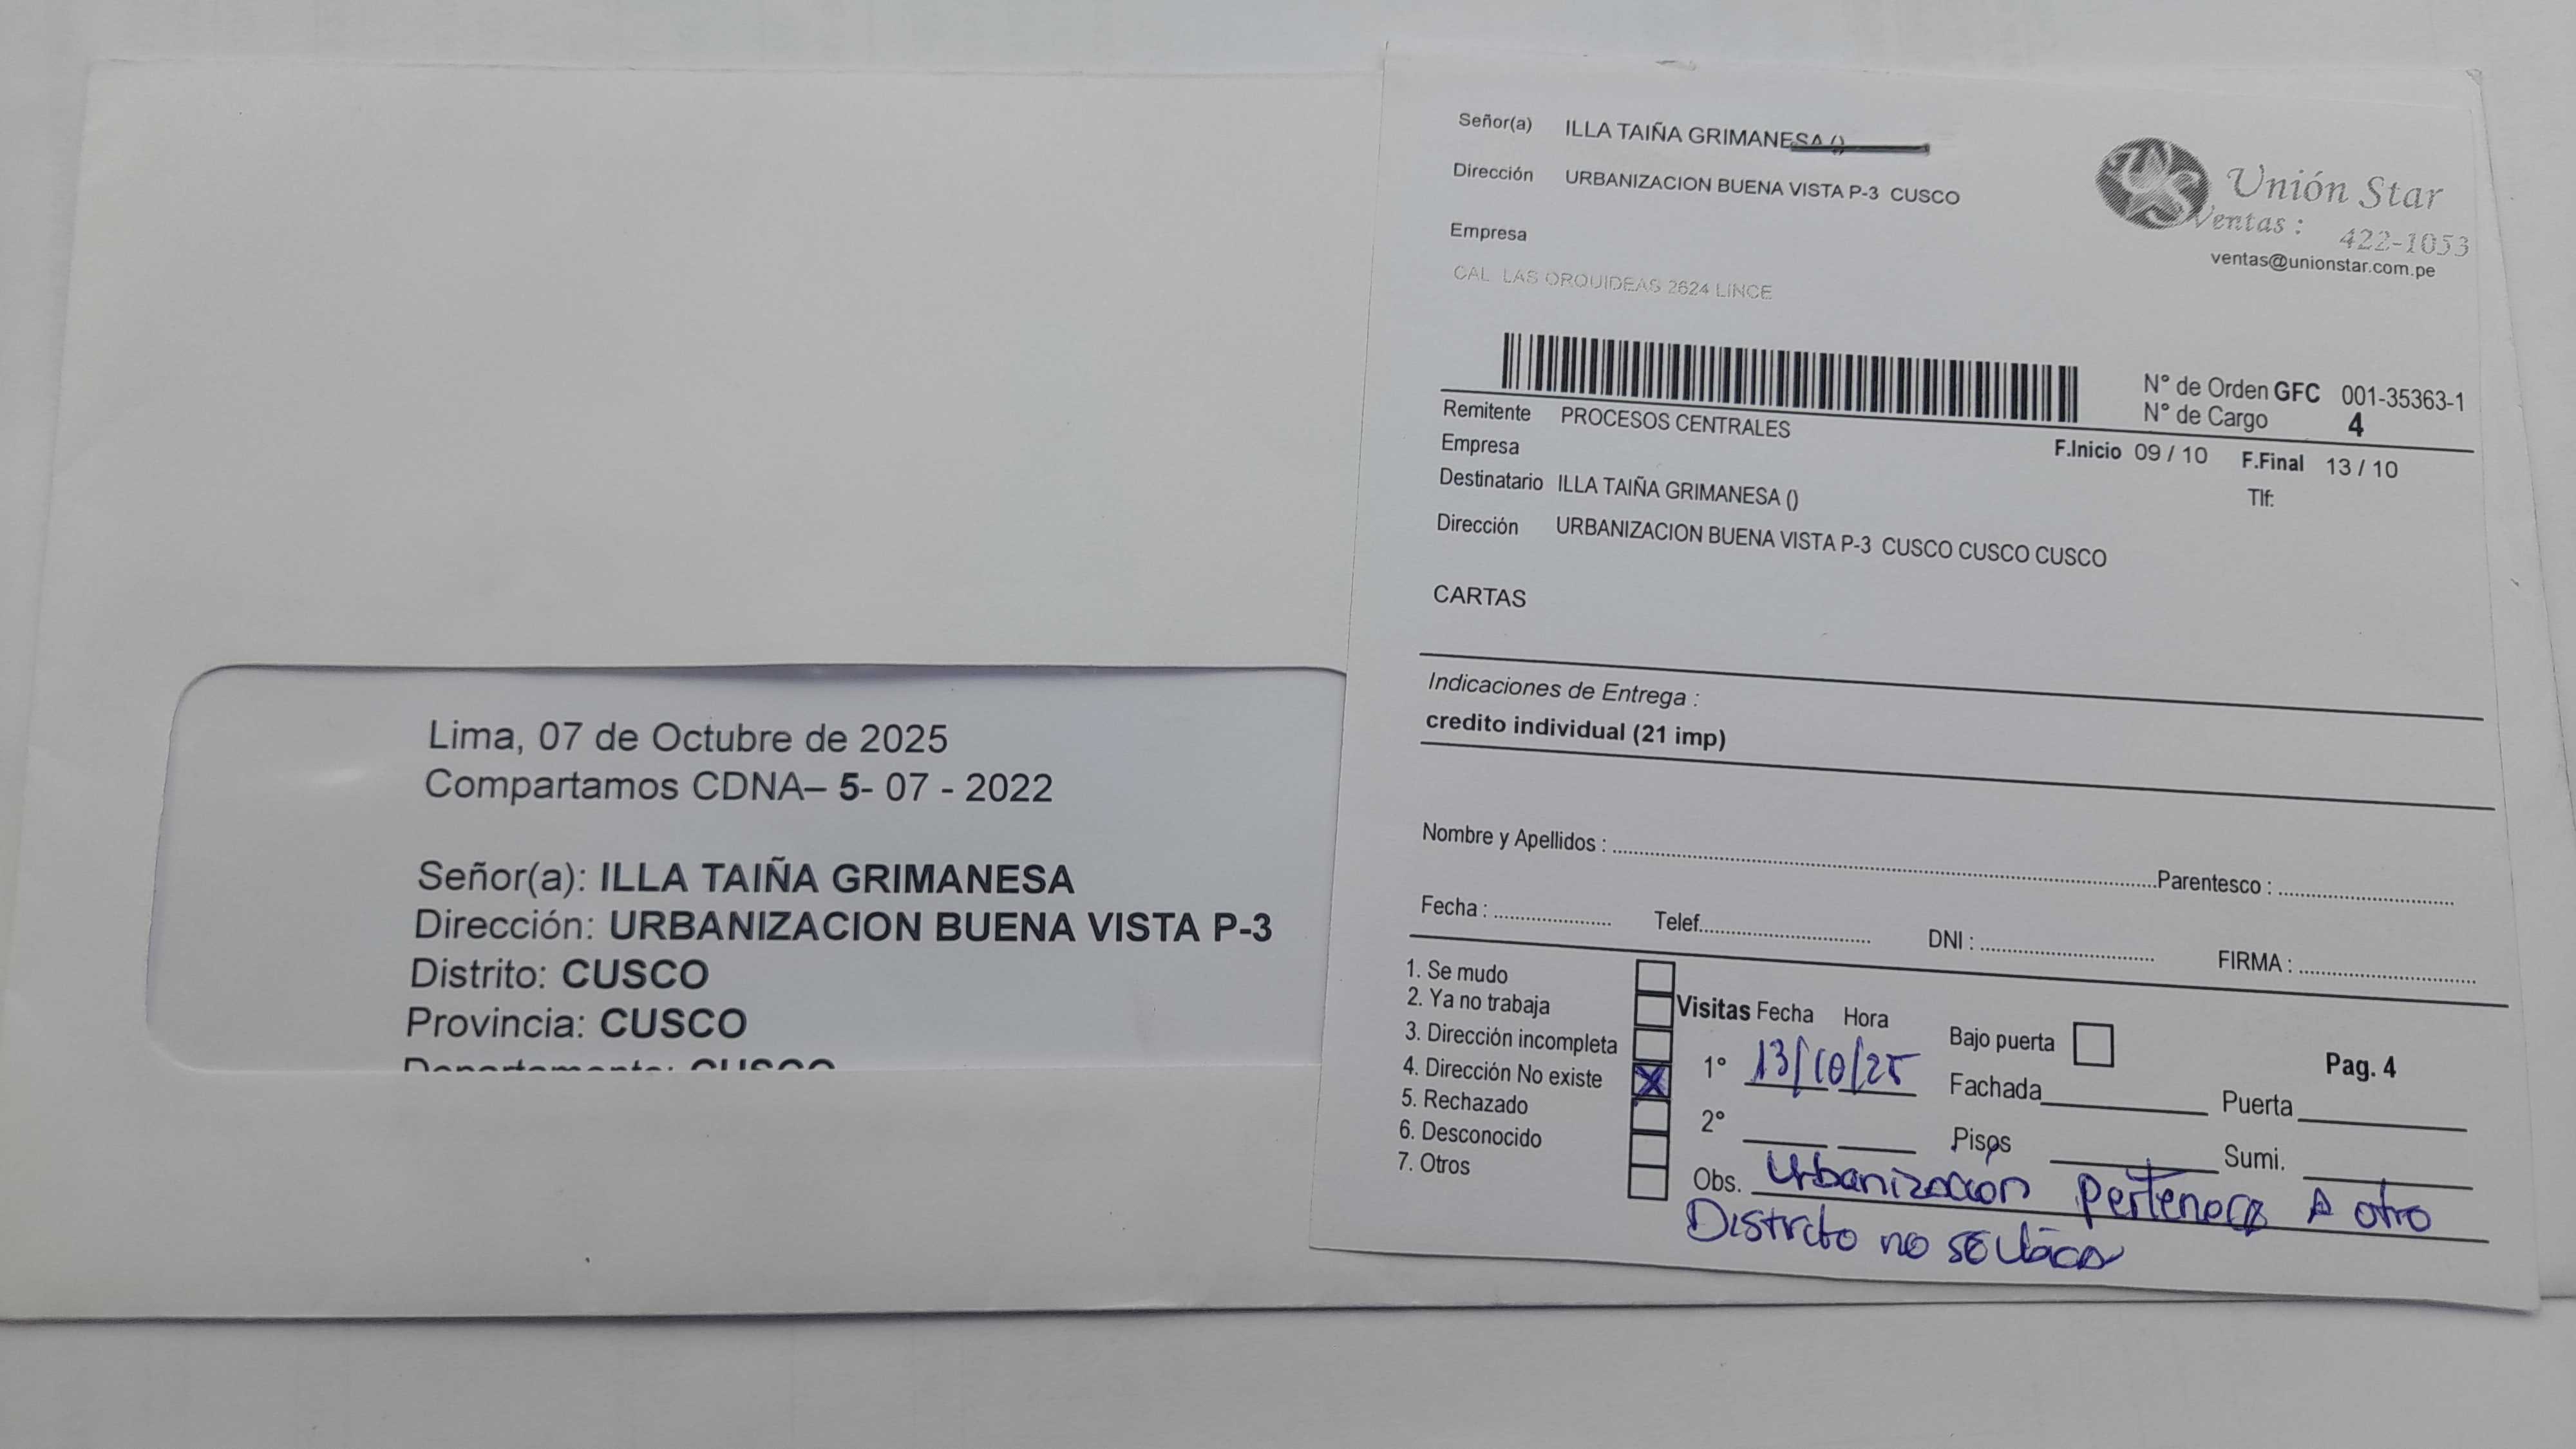 Lima, 07 de Octubre de 2025
Compartamos CDNA– 5- 07 - 2022
Señor(a): ILLA TAIÑA GRIMANESA
Dirección: URBANIZACION BUENA VISTA P-3
Distrito: CUSCO
Provincia: CUSCO
Departamento: CUSCO
Señor(a) ILLA TAIÑA GRIMANESA ()
Dirección URBANIZACION BUENA VISTA P-3 CUSCO
Empresa
CAL LAS ORQUIDEAS 2624 LINCE
Unión Star
Ventas : 422-1053
ventas@unionstar.com.pe
N° de Orden GFC 001-35363-1
N° de Cargo 4
Remitente PROCESOS CENTRALES
Empresa
F.Inicio 09 / 10 F.Final 13 / 10
Destinatario ILLA TAIÑA GRIMANESA ()
Tlf:
Dirección URBANIZACION BUENA VISTA P-3 CUSCO CUSCO CUSCO
CARTAS
Indicaciones de Entrega :
credito individual (21 imp)
Nombre y Apellidos : Parentesco :
Fecha : Telef. DNI : FIRMA :
1. Se mudo
2. Ya no trabaja
3. Dirección incompleta
4. Dirección No existe X
5. Rechazado
6. Desconocido
7. Otros
Visitas Fecha Hora
1° 13/10/25
2°
Bajo puerta
Pag. 4
Fachada Puerta
Pisos Sumi.
Obs. Urbanizacion Pertenece A otro
Distrito no se ubica